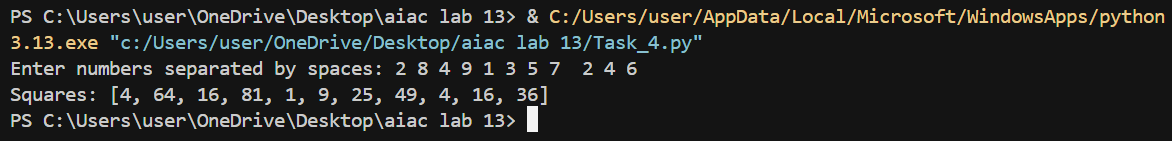 PS C:\Users\user\OneDrive\Desktop\aiac lab 13> & C:/Users/user/AppData/Local/Microsoft/WindowsApps/python
3.13.exe "c:/Users/user/OneDrive/Desktop/aiac lab 13/Task_4.py"
Enter numbers separated by spaces: 2 8 4 9 1 3 5 7  2 4 6
Squares: [4, 64, 16, 81, 1, 9, 25, 49, 4, 16, 36]
PS C:\Users\user\OneDrive\Desktop\aiac lab 13>